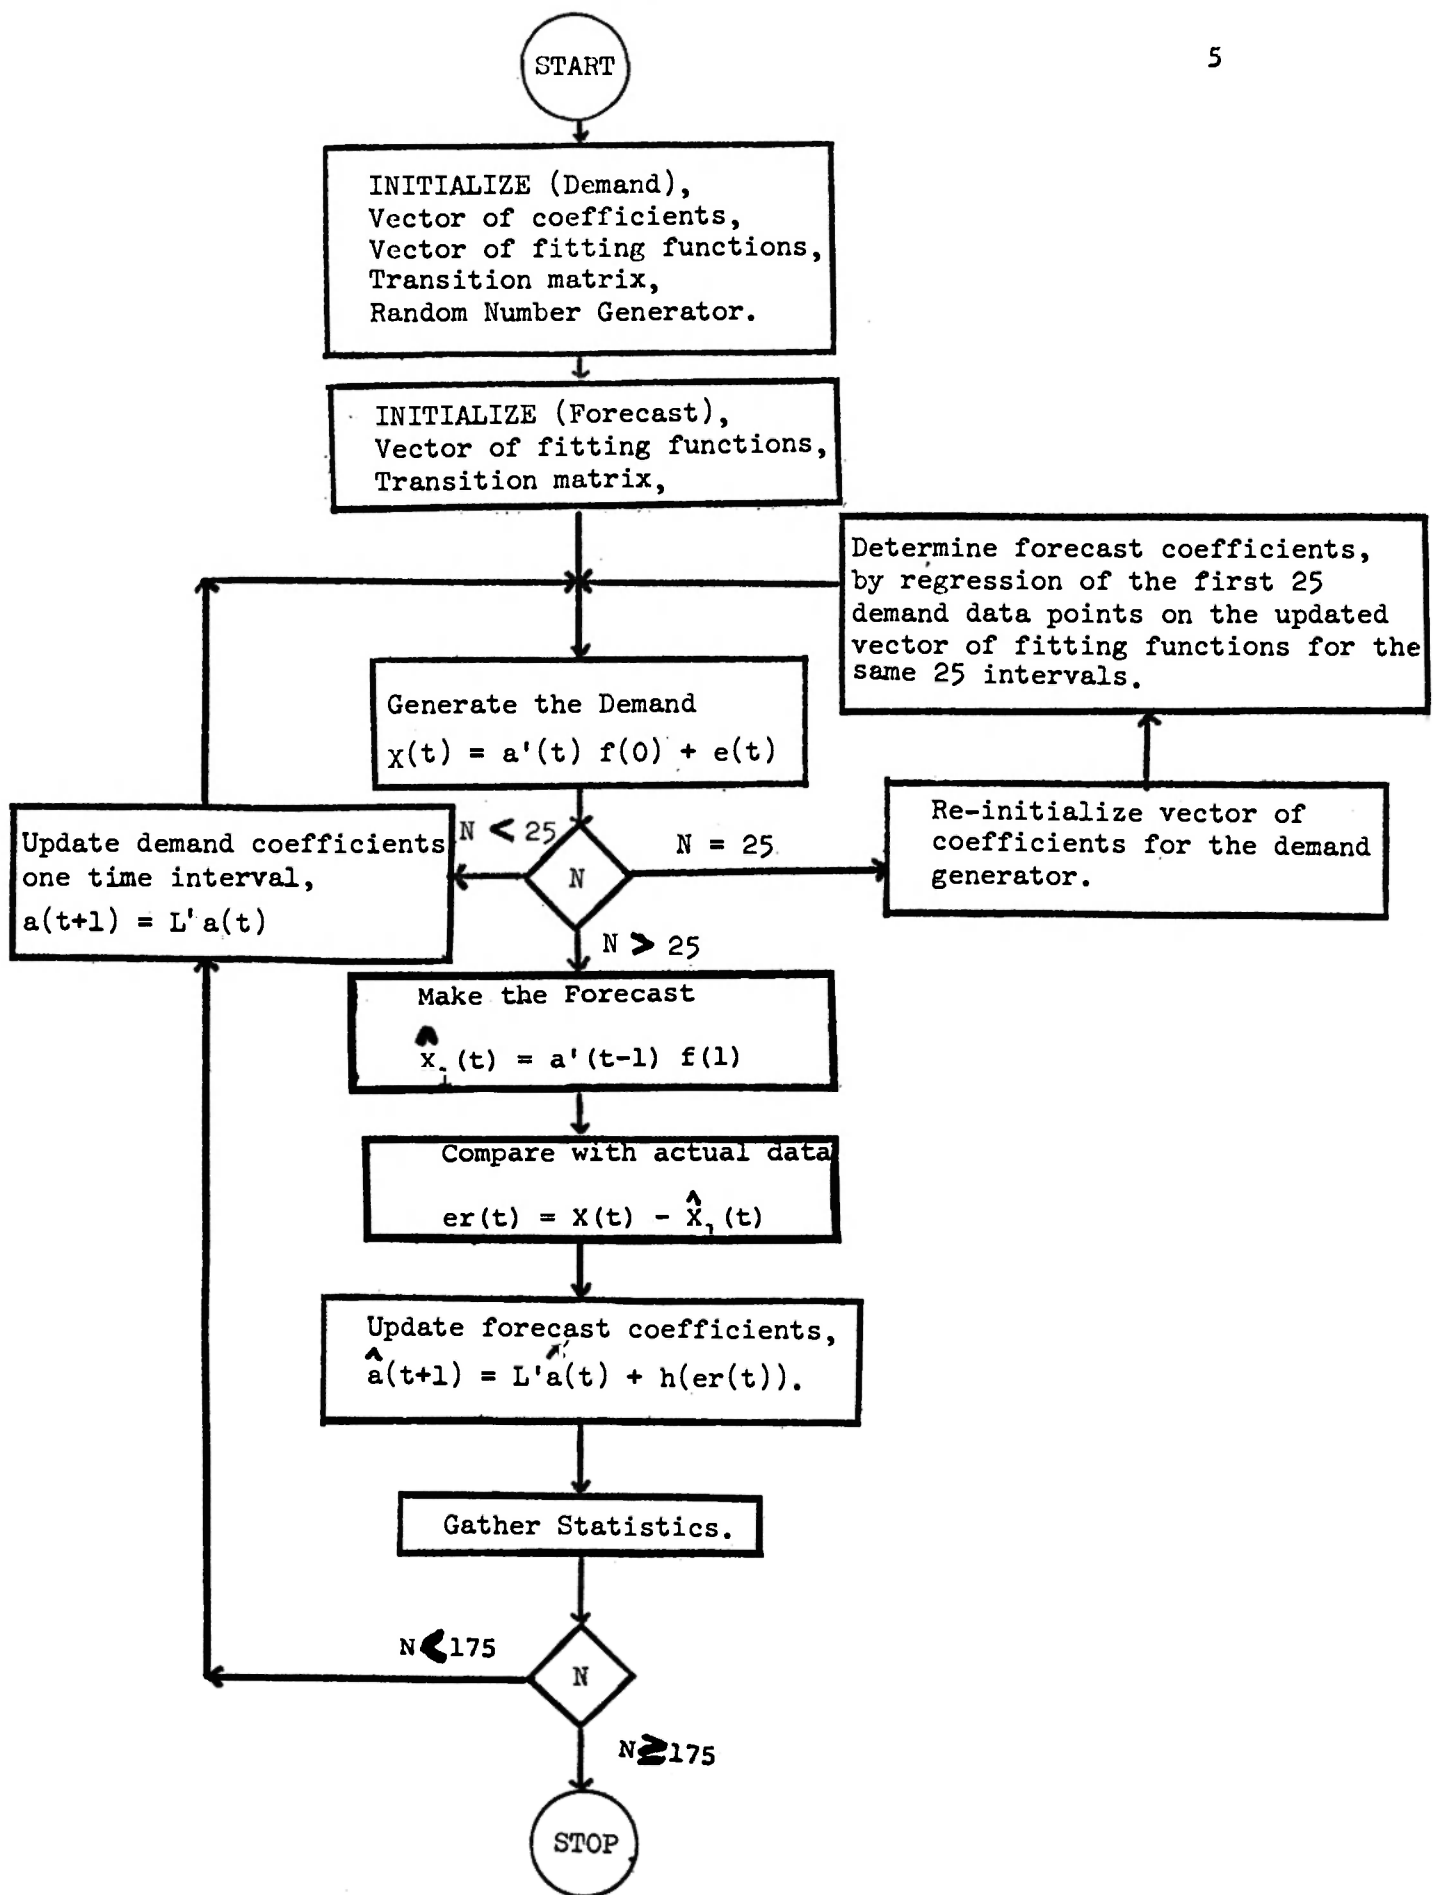 5
START
INITIALIZE (Demand),
Vector of coefficients,
Vector of fitting functions,
Transition matrix,
Random Number Generator.
INITIALIZE (Forecast),
Vector of fitting functions,
Transition matrix,
Determine forecast coefficients,
by regression of the first 25
demand data points on the updated
vector of fitting functions for the
same 25 intervals.
Generate the Demand
X(t) = a'(t) f(0) + e(t)
Re-initialize vector of
coefficients for the demand
generator.
Update demand coefficients
one time interval,
a(t+1) = L'a(t)
N < 25
N
N = 25
N > 25
Make the Forecast
x̂₁(t) = a'(t-1) f(1)
Compare with actual data
er(t) = X(t) - X̂₁(t)
Update forecast coefficients,
â(t+1) = L'â(t) + h(er(t)).
Gather Statistics.
N<175
N
N≥175
STOP